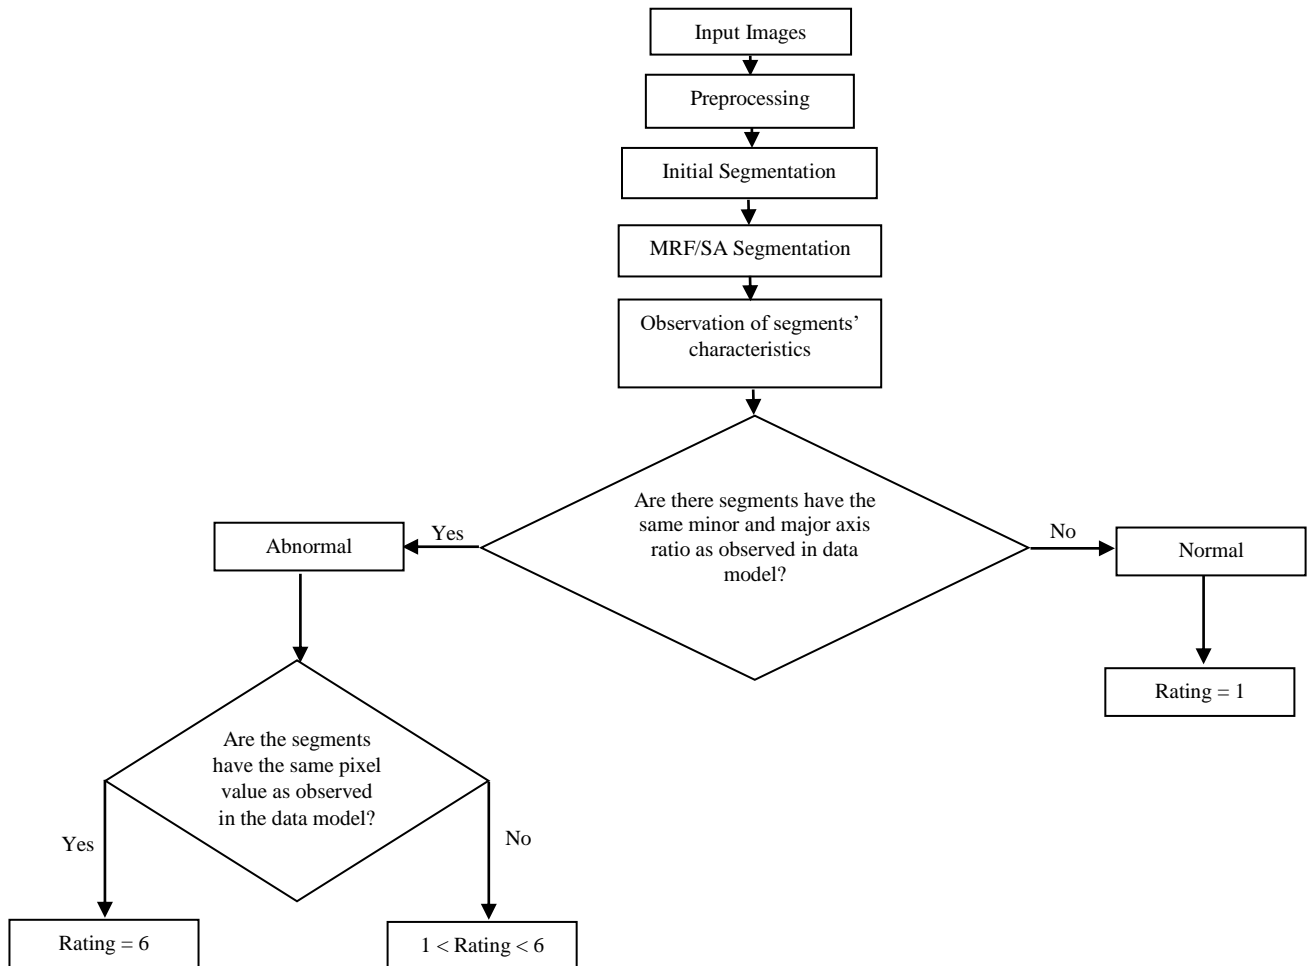 Input Images
Preprocessing
Initial Segmentation
MRF/SA Segmentation
Observation of segments’
characteristics
Are there segments have the
same minor and major axis
ratio as observed in data
model?
Yes
No
Abnormal
Normal
Rating = 1
Are the segments
have the same pixel
value as observed
in the data model?
Yes
No
Rating = 6
1 < Rating < 6